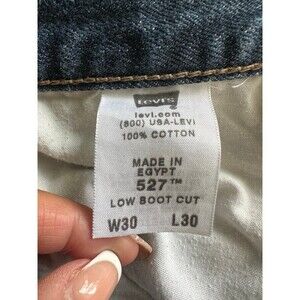 Levi's
levi.com
(800) USA-LEVI
100% COTTON
MADE IN
EGYPT
527™
LOW BOOT CUT
W30 L30